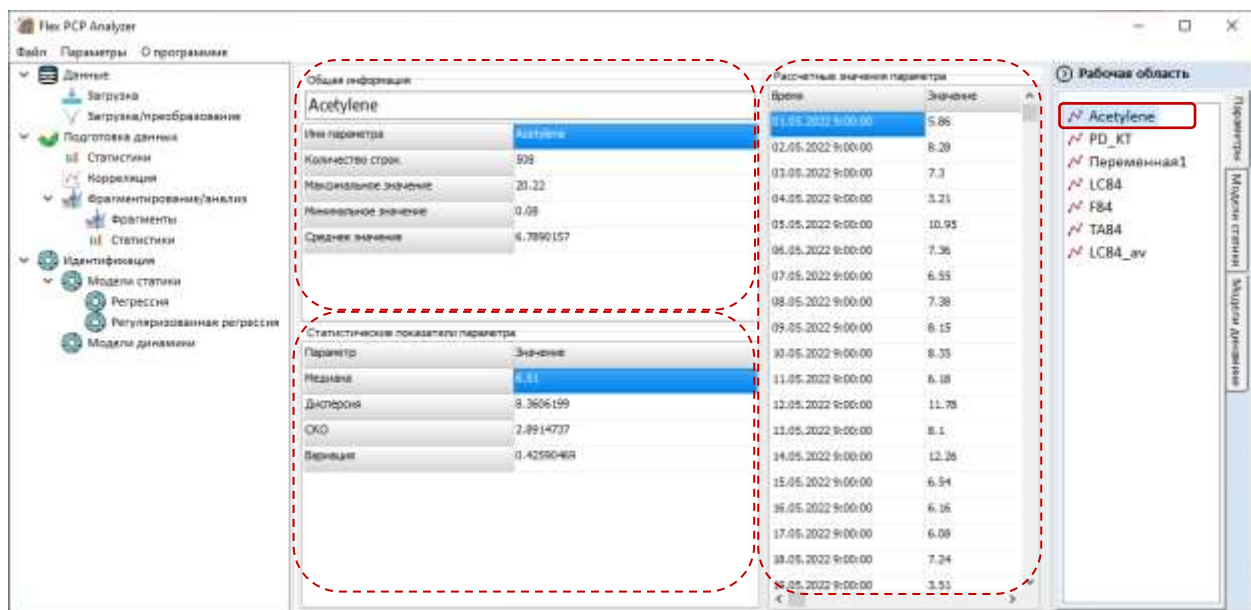 Flex PCP Analyzer
Файл Параметры О программме
Данные
Загрузка
Загрузка/преобразование
Подготовка данных
Статистики
Корреляция
Фрагментирование/анализ
Фрагменты
Статистики
Идентификация
Модели статики
Регрессия
Регуляризованная регрессия
Модели динамики
Общая информация
Acetylene
Имя параметра Acetylene
Количество строк 508
Максимальное значение 20.22
Минимальное значение 0.08
Среднее значение 6.7890157
Статистические показатели параметра
Параметр Значение
Медиана 6.51
Дисперсия 8.3606199
СКО 2.8914737
Вариация 0.42590469
Рассчетные значения параметра
Время Значение
01.05.2022 9:00:00 5.86
02.05.2022 9:00:00 8.28
03.05.2022 9:00:00 7.3
04.05.2022 9:00:00 3.21
05.05.2022 9:00:00 10.95
06.05.2022 9:00:00 7.36
07.05.2022 9:00:00 6.55
08.05.2022 9:00:00 7.38
09.05.2022 9:00:00 8.15
10.05.2022 9:00:00 8.35
11.05.2022 9:00:00 6.18
12.05.2022 9:00:00 11.78
13.05.2022 9:00:00 8.1
14.05.2022 9:00:00 12.26
15.05.2022 9:00:00 6.94
16.05.2022 9:00:00 6.16
17.05.2022 9:00:00 6.08
18.05.2022 9:00:00 7.24
19.05.2022 9:00:00 3.51
Рабочая область
Acetylene
PD_KT
Переменная1
LC84
F84
TA84
LC84_av
Параметры
Модели статики
Модели динамики